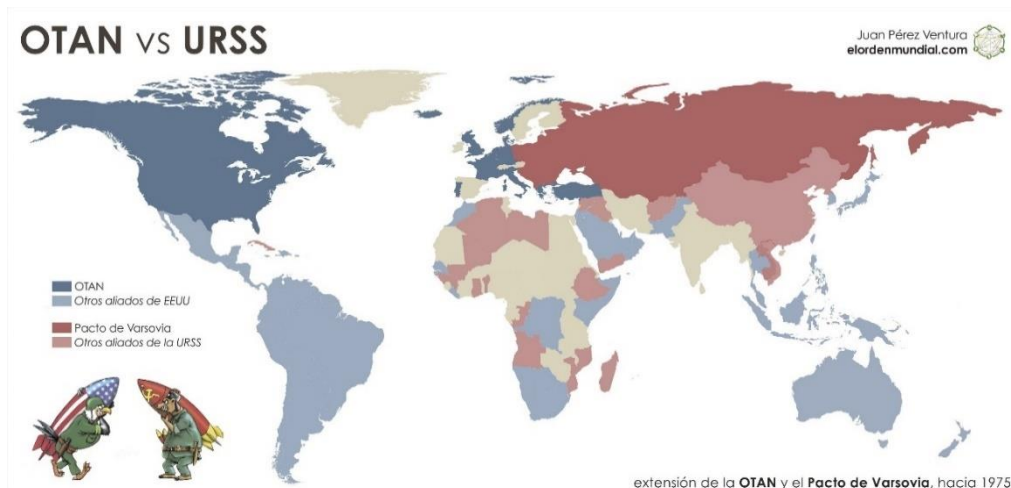 OTAN vs URSS
Juan Pérez Ventura
elordenmundial.com
OTAN
Otros aliados de EEUU
Pacto de Varsovia
Otros aliados de la URSS
extensión de la OTAN y el Pacto de Varsovia, hacia 1975